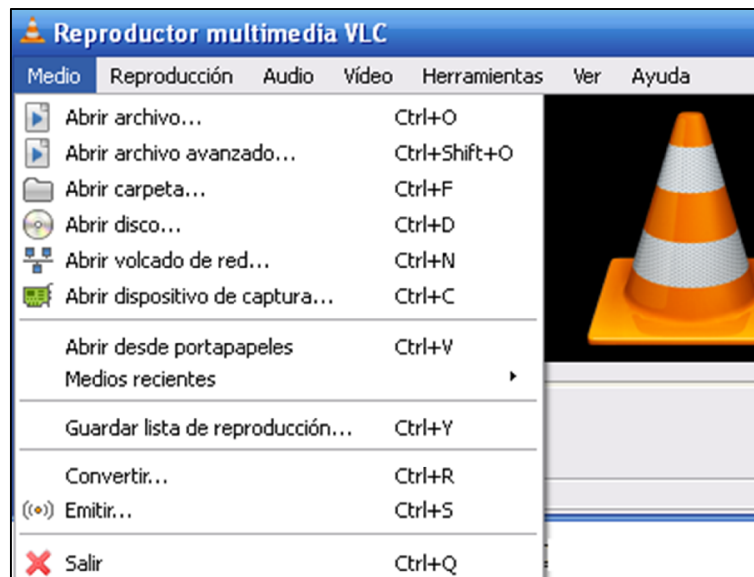 Reproductor multimedia VLC
Medio Reproducción Audio Vídeo Herramientas Ver Ayuda
Abrir archivo... Ctrl+O
Abrir archivo avanzado... Ctrl+Shift+O
Abrir carpeta... Ctrl+F
Abrir disco... Ctrl+D
Abrir volcado de red... Ctrl+N
Abrir dispositivo de captura... Ctrl+C
Abrir desde portapapeles Ctrl+V
Medios recientes
Guardar lista de reproducción... Ctrl+Y
Convertir... Ctrl+R
Emitir... Ctrl+S
Salir Ctrl+Q